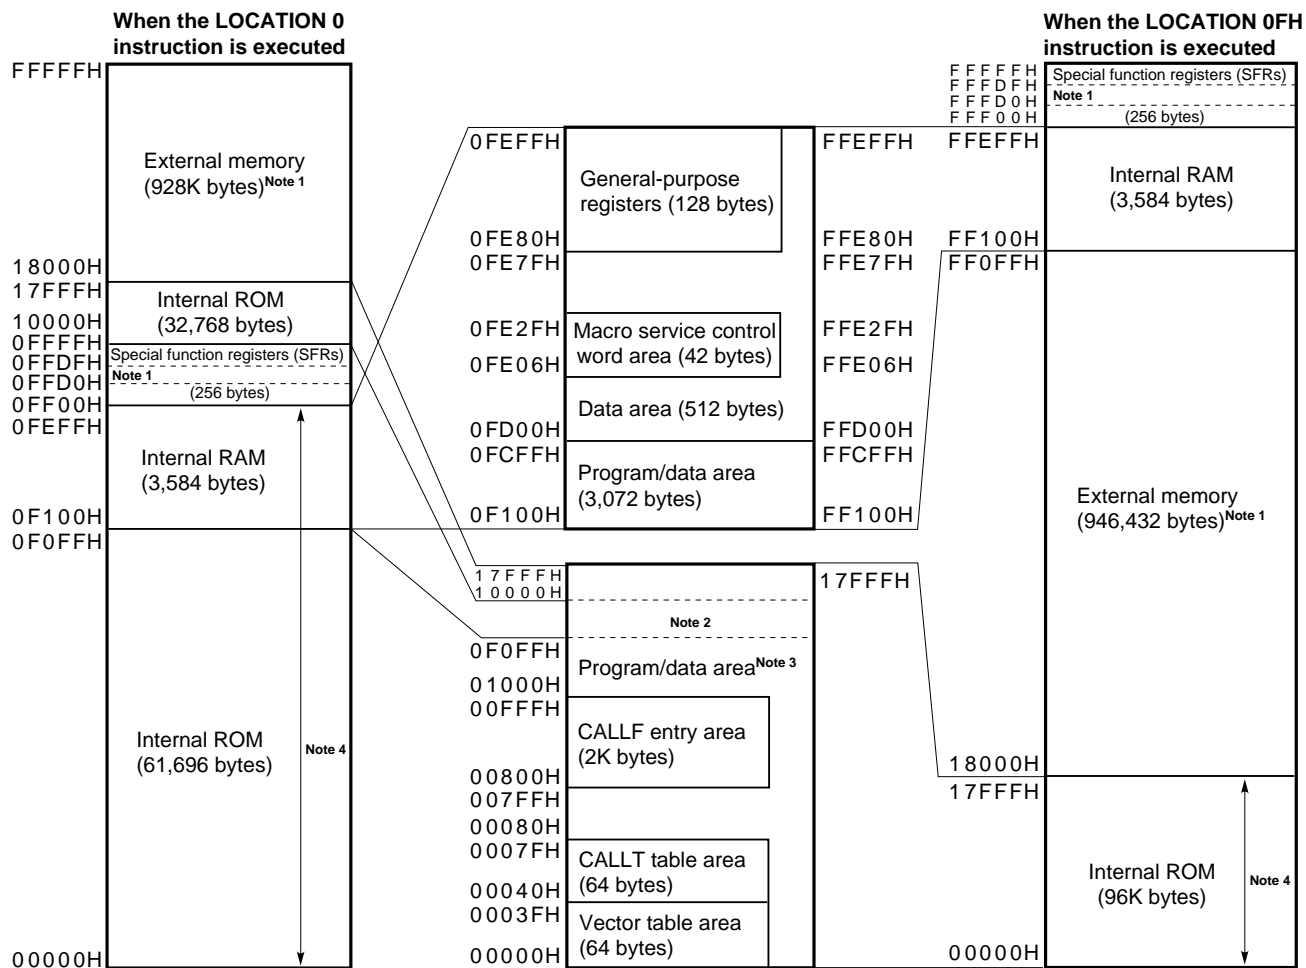 When the LOCATION 0
instruction is executed
FFFFFH
External memory
(928K bytes)Note 1
18000H
17FFFH
Internal ROM
(32,768 bytes)
10000H
0FFFFH
Special function registers (SFRs)
0FFDFH
Note 1
0FFD0H
(256 bytes)
0FF00H
0FEFFH
Internal RAM
(3,584 bytes)
0F100H
0F0FFH
Internal ROM
(61,696 bytes)
Note 4
00000H
0FEFFH
FFEFFH
General-purpose
registers (128 bytes)
0FE80H
FFE80H
0FE7FH
FFE7FH
Macro service control
word area (42 bytes)
0FE2FH
FFE2FH
0FE06H
FFE06H
Data area (512 bytes)
0FD00H
FFD00H
0FCFFH
FFCFFH
Program/data area
(3,072 bytes)
0F100H
FF100H
17FFFH
17FFFH
10000H
Note 2
0F0FFH
Program/data areaNote 3
01000H
00FFFH
CALLF entry area
(2K bytes)
00800H
007FFH
00080H
0007FH
CALLT table area
(64 bytes)
00040H
0003FH
Vector table area
(64 bytes)
00000H
When the LOCATION 0FH
instruction is executed
FFFFFH
Special function registers (SFRs)
FFFDFH
Note 1
FFFD0H
FFF00H
(256 bytes)
FFEFFH
Internal RAM
(3,584 bytes)
FF100H
FF0FFH
External memory
(946,432 bytes)Note 1
18000H
17FFFH
Internal ROM
(96K bytes)
Note 4
00000H